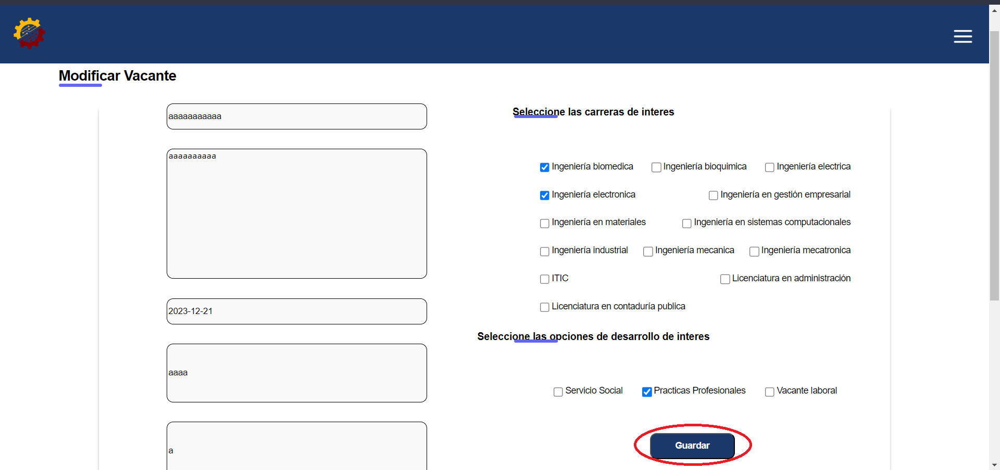 Modificar Vacante
aaaaaaaaaaa
aaaaaaaaaa
2023-12-21
aaaa
a
Seleccione las carreras de interes
Ingeniería biomedica Ingeniería bioquimica Ingeniería electrica
Ingeniería electronica Ingeniería en gestión empresarial
Ingeniería en materiales Ingeniería en sistemas computacionales
Ingeniería industrial Ingeniería mecanica Ingeniería mecatronica
ITIC Licenciatura en administración
Licenciatura en contaduría publica
Seleccione las opciones de desarrollo de interes
Servicio Social Practicas Profesionales Vacante laboral
Guardar